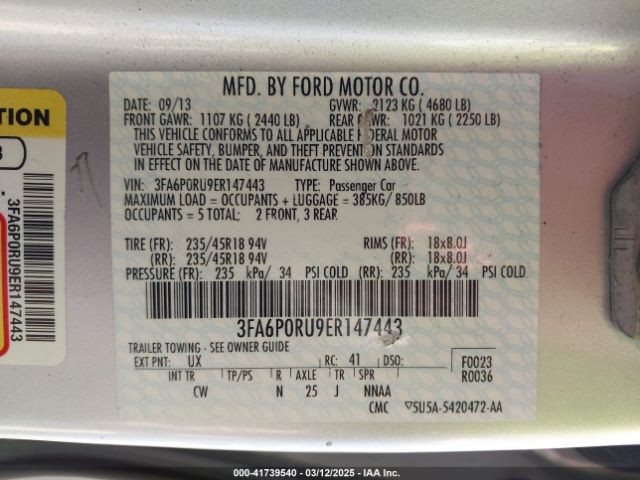 MFD. BY FORD MOTOR CO.
DATE: 09/13 GVWR: 2123 KG ( 4680 LB)
FRONT GAWR: 1107 KG ( 2440 LB) REAR GAWR: 1021 KG ( 2250 LB)
THIS VEHICLE CONFORMS TO ALL APPLICABLE FEDERAL MOTOR
VEHICLE SAFETY, BUMPER, AND THEFT PREVENTION STANDARDS
IN EFFECT ON THE DATE OF MANUFACTURE SHOWN ABOVE.
VIN: 3FA6P0RU9ER147443 TYPE: Passenger Car
MAXIMUM LOAD = OCCUPANTS + LUGGAGE = 385KG/ 850LB
OCCUPANTS = 5 TOTAL: 2 FRONT, 3 REAR
TIRE (FR): 235/45R18 94V RIMS (FR): 18x8.0J
(RR): 235/45R18 94V (RR): 18x8.0J
PRESSURE (FR): 235 kPa/ 34 PSI COLD (RR): 235 kPa/ 34 PSI COLD
3FA6P0RU9ER147443
TRAILER TOWING - SEE OWNER GUIDE
EXT PNT: UX RC: 41 DSO: F0023
INT TR TP/PS R AXLE TR SPR R0036
CW N 25 J NNAA
CMC 5U5A-5420472-AA
3FA6P0RU9ER147443
000-41739540 / 03/12/2025 / IAA Inc.